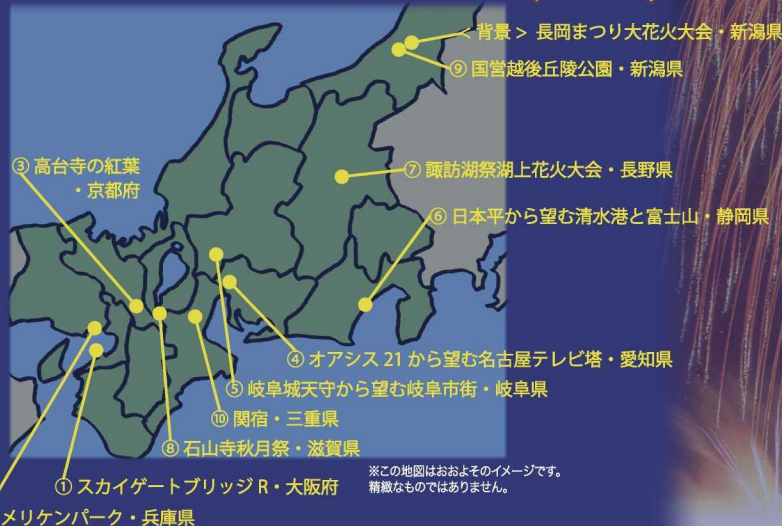 <背景> 長岡まつり大花火大会・新潟県
⑨ 国営越後丘陵公園・新潟県
③ 高台寺の紅葉
・京都府
⑦ 諏訪湖祭湖上花火大会・長野県
⑥ 日本平から望む清水港と富士山・静岡県
④ オアシス 21 から望む名古屋テレビ塔・愛知県
⑤ 岐阜城天守から望む岐阜市街・岐阜県
⑩ 関宿・三重県
⑧ 石山寺秋月祭・滋賀県
① スカイゲートブリッジ R・大阪府
メリケンパーク・兵庫県
※この地図はおおよそのイメージです。
精緻なものではありません。